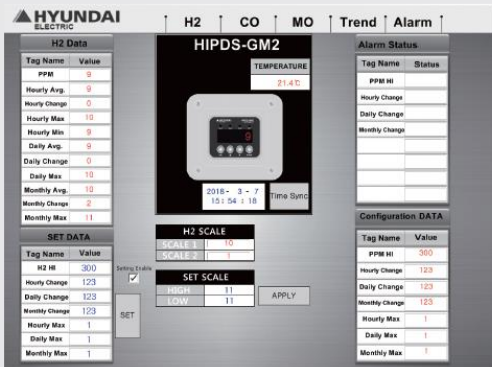 HYUNDAI
ELECTRIC
H2 CO MO Trend Alarm
H2 Data
Tag Name Value
PPM 9
Hourly Avg. 9
Hourly Change 0
Hourly Max 10
Hourly Min 9
Daily Avg. 9
Daily Change 0
Daily Max 10
Monthly Avg. 10
Monthly Change 2
Monthly Max 11
SET DATA
Tag Name Value
H2 HI 300
Hourly Change 123
Daily Change 123
Monthly Change 123
Hourly Max 1
Daily Max 1
Monthly Max 1
Setting Enable
SET
HIPDS-GM2
TEMPERATURE
21.4℃
9
2018 - 3 - 7
15 : 54 : 18
Time Sync
H2 SCALE
SCALE 1 10
SCALE 2 1
SET SCALE
HIGH 11
LOW 11
APPLY
Alarm Status
Tag Name Status
PPM HI
Hourly Change
Daily Change
Monthly Change
Configuration DATA
Tag Name Value
PPM HI 300
Hourly Change 123
Daily Change 123
Monthly Change 123
Hourly Max 1
Daily Max 1
Monthly Max 1